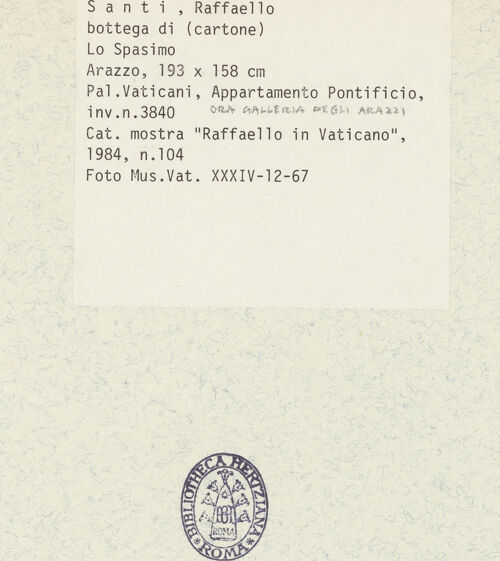 S a n t i , Raffaello
bottega di (cartone)
Lo Spasimo
Arazzo, 193 x 158 cm
Pal.Vaticani, Appartamento Pontificio,
inv.n.3840 ORA GALLERIA DEGLI ARAZZI
Cat. mostra "Raffaello in Vaticano",
1984, n.104
Foto Mus.Vat. XXXIV-12-67
BIBLIOTHECA HERTZIANA
ROMA
ROMA